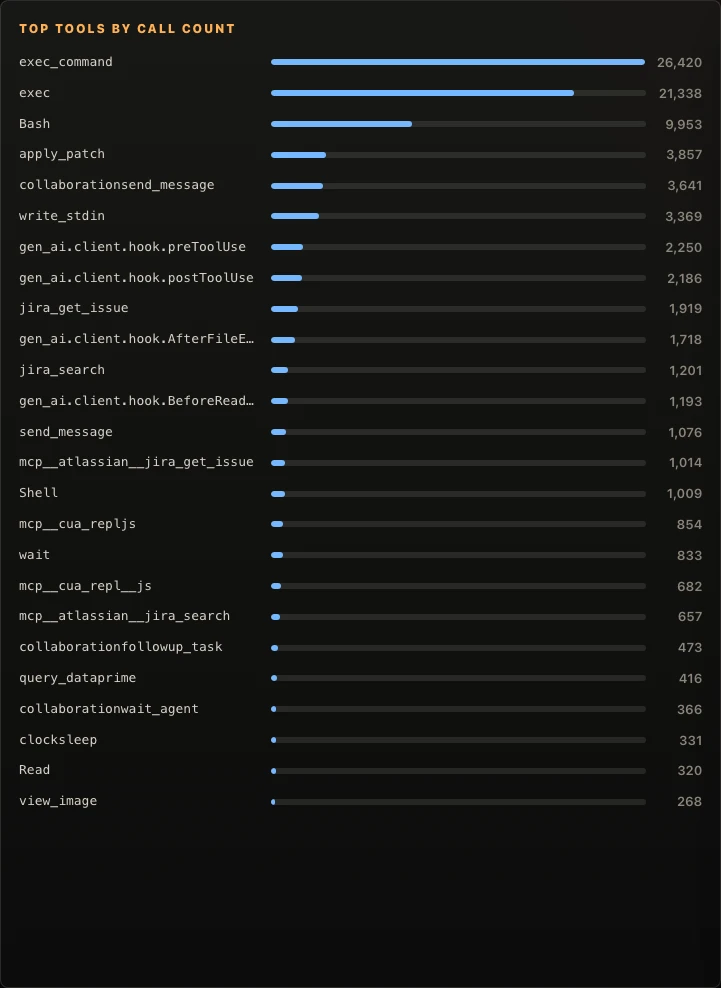 TOP TOOLS BY CALL COUNT
exec_command 26,420
exec 21,338
Bash 9,953
apply_patch 3,857
collaborationsend_message 3,641
write_stdin 3,369
gen_ai.client.hook.preToolUse 2,250
gen_ai.client.hook.postToolUse 2,186
jira_get_issue 1,919
gen_ai.client.hook.AfterFileE… 1,718
jira_search 1,201
gen_ai.client.hook.BeforeRead… 1,193
send_message 1,076
mcp__atlassian__jira_get_issue 1,014
Shell 1,009
mcp__cua_repljs 854
wait 833
mcp__cua_repl__js 682
mcp__atlassian__jira_search 657
collaborationfollowup_task 473
query_dataprime 416
collaborationwait_agent 366
clocksleep 331
Read 320
view_image 268